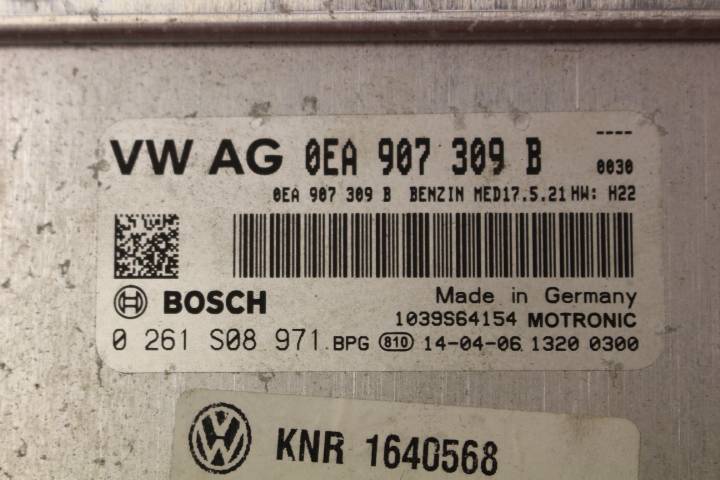 ----
VW AG 0EA 907 309 B 0030
0EA 907 309 B BENZIN MED17.5.21 HW: H22
BOSCH Made in Germany
1039S64154 MOTRONIC
0 261 S08 971 BPG 810 14-04-06 1320 0300
VW KNR 1640568